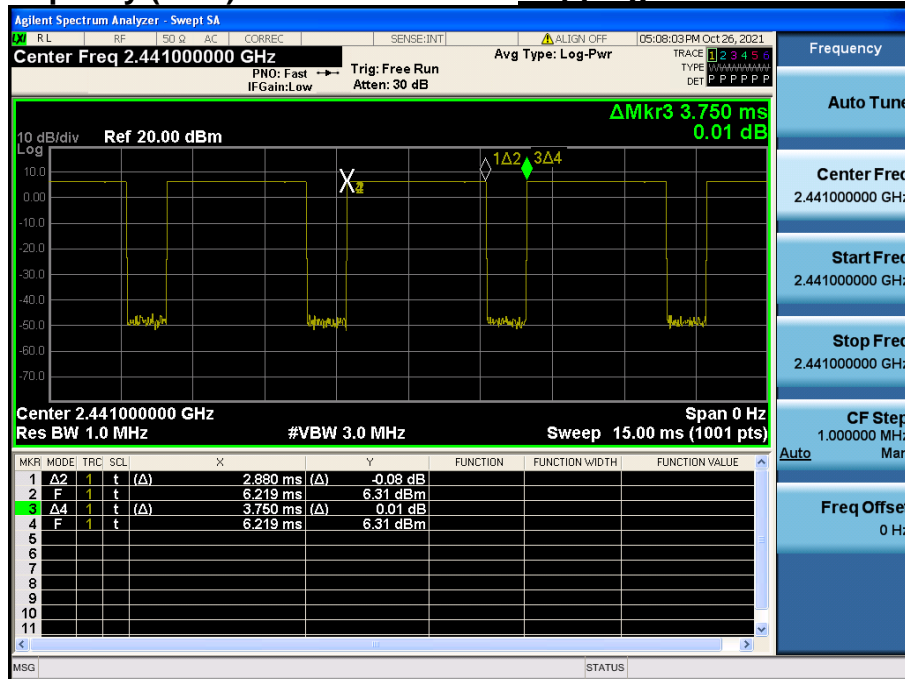 Agilent Spectrum Analyzer - Swept SA
LXI RL RF 50 Ω AC CORREC SENSE:INT ALIGN OFF 05:08:03 PM Oct 26, 2021
Center Freq 2.441000000 GHz
PNO: Fast Trig: Free Run Avg Type: Log-Pwr TRACE 1 2 3 4 5 6
IFGain:Low Atten: 30 dB TYPE WWWWWW
DET P P P P P P
Frequency
ΔMkr3 3.750 ms
0.01 dB
10 dB/div Ref 20.00 dBm
Log
10.0
0.00
-10.0
-20.0
-30.0
-40.0
-50.0
-60.0
-70.0
1Δ2 3Δ4
Center 2.441000000 GHz Span 0 Hz
Res BW 1.0 MHz #VBW 3.0 MHz Sweep 15.00 ms (1001 pts)
MKR MODE TRC SCL X Y FUNCTION FUNCTION WIDTH FUNCTION VALUE
1 Δ2 1 t (Δ) 2.880 ms (Δ) -0.08 dB
2 F 1 t 6.219 ms 6.31 dBm
3 Δ4 1 t (Δ) 3.750 ms (Δ) 0.01 dB
4 F 1 t 6.219 ms 6.31 dBm
5
6
7
8
9
10
11
MSG STATUS
Auto Tune
Center Freq
2.441000000 GHz
Start Freq
2.441000000 GHz
Stop Freq
2.441000000 GHz
CF Step
1.000000 MHz
Auto Man
Freq Offset
0 Hz